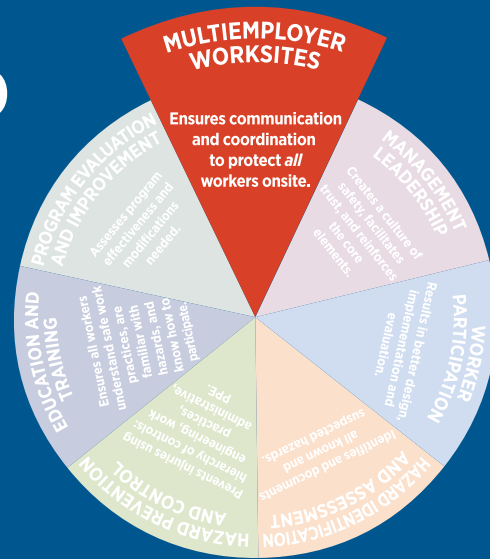 MULTIEMPLOYER
WORKSITES
Ensures communication
and coordination
to protect all
workers onsite.
MANAGEMENT
LEADERSHIP
Creates a culture of
safety, facilitates
trust, and reinforces
the core
elements.
WORKER
PARTICIPATION
Results in better design,
implementation and
evaluation.
HAZARD IDENTIFICATION
AND ASSESSMENT
Identifies and documents
all known and
suspected hazards.
HAZARD PREVENTION
AND CONTROL
Prevents injuries using
hierarchy of controls:
engineering, work
practices,
administrative,
PPE.
EDUCATION AND
TRAINING
Ensures all workers
understand safe work
practices, are
familiar with
hazards, and
know how to
participate.
PROGRAM EVALUATION
AND IMPROVEMENT
Assesses program
effectiveness and
modifications
needed.